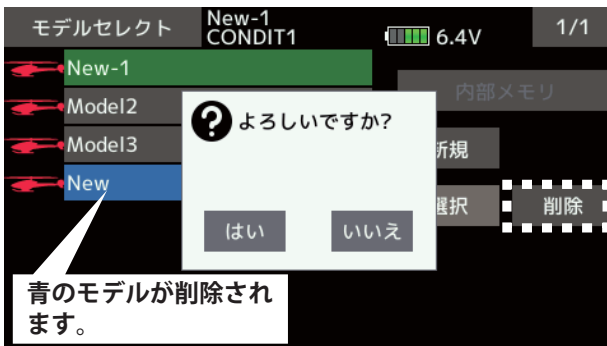 モデルセレクト
New-1
CONDIT1
6.4V
1/1
New-1
内部メモリ
Model2
?
よろしいですか?
Model3
新規
New
選択
削除
はい
いいえ
青のモデルが削除され
ます。